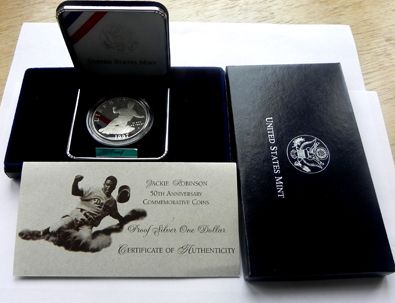 UNITED STATES MINT
1997
JACKIE ROBINSON
50TH ANNIVERSARY
COMMEMORATIVE COINS
Proof Silver One Dollar
CERTIFICATE OF AUTHENTICITY
UNITED STATES MINT